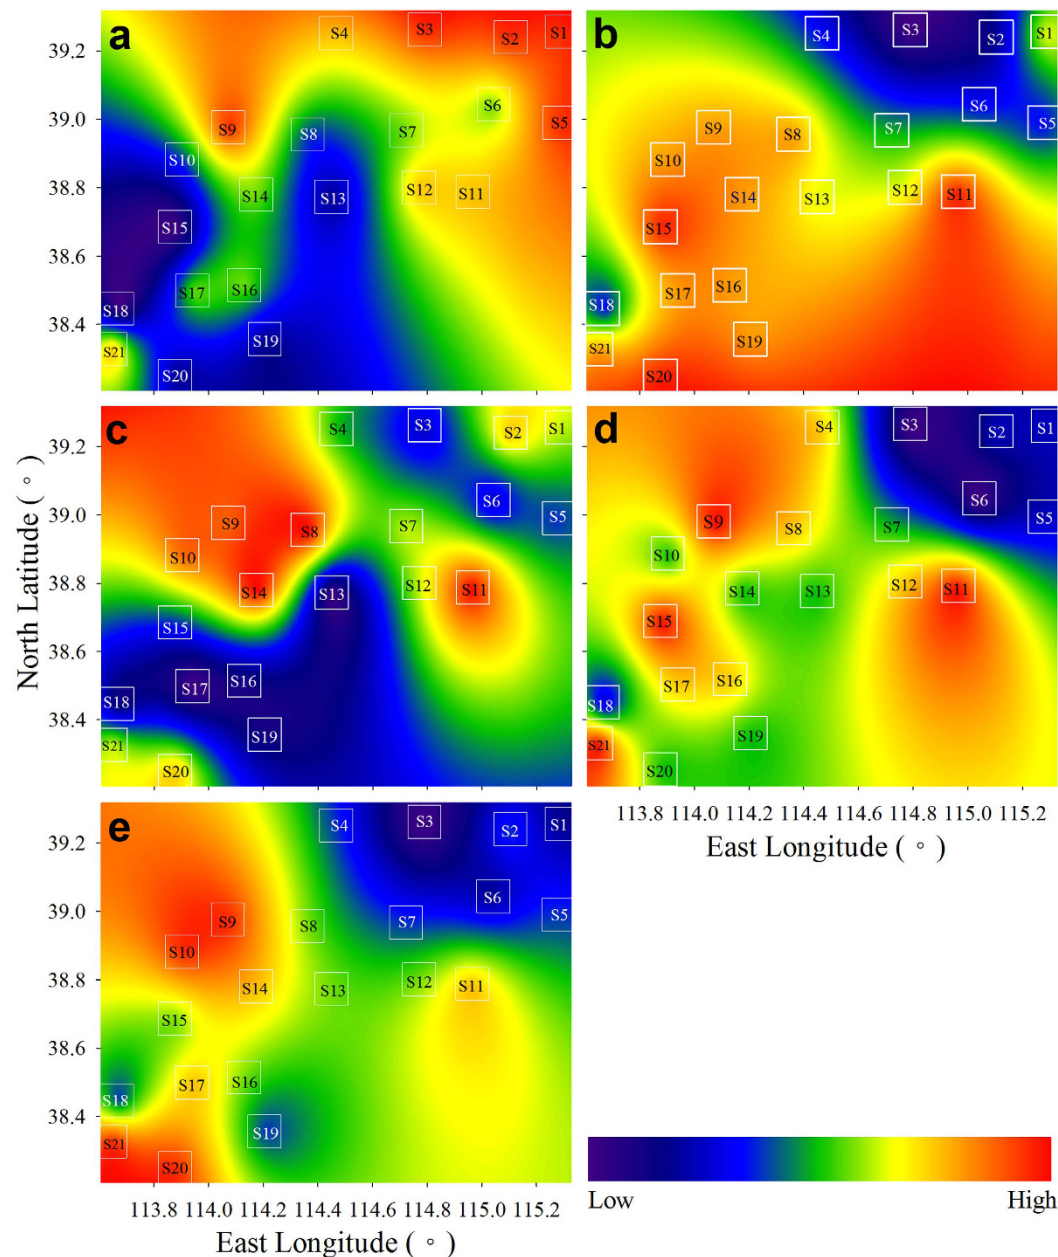 a
S4
S3
S2
S1
39.2
S6
S5
39.0
S9
S8
S7
S10
38.8
S14
S13
S12
S11
S15
38.6
S17
S16
S18
38.4
S19
S21
S20
b
S4
S3
S2
S1
S6
S5
S9
S8
S7
S10
S14
S13
S12
S11
S15
S17
S16
S18
S19
S21
S20
c
S4
S3
S2
S1
39.2
S6
S5
39.0
S9
S8
S7
S10
38.8
S14
S13
S12
S11
S15
38.6
S17
S16
S18
38.4
S19
S21
S20
North Latitude ( ° )
d
S4
S3
S2
S1
S6
S5
S9
S8
S7
S10
S14
S13
S12
S11
S15
S17
S16
S18
S19
S21
S20
113.8 114.0 114.2 114.4 114.6 114.8 115.0 115.2
East Longitude ( ° )
e
S4
S3
S2
S1
39.2
S6
S5
39.0
S9
S8
S7
S10
38.8
S14
S13
S12
S11
S15
38.6
S17
S16
S18
38.4
S19
S21
S20
113.8 114.0 114.2 114.4 114.6 114.8 115.0 115.2
East Longitude ( ° )
Low High